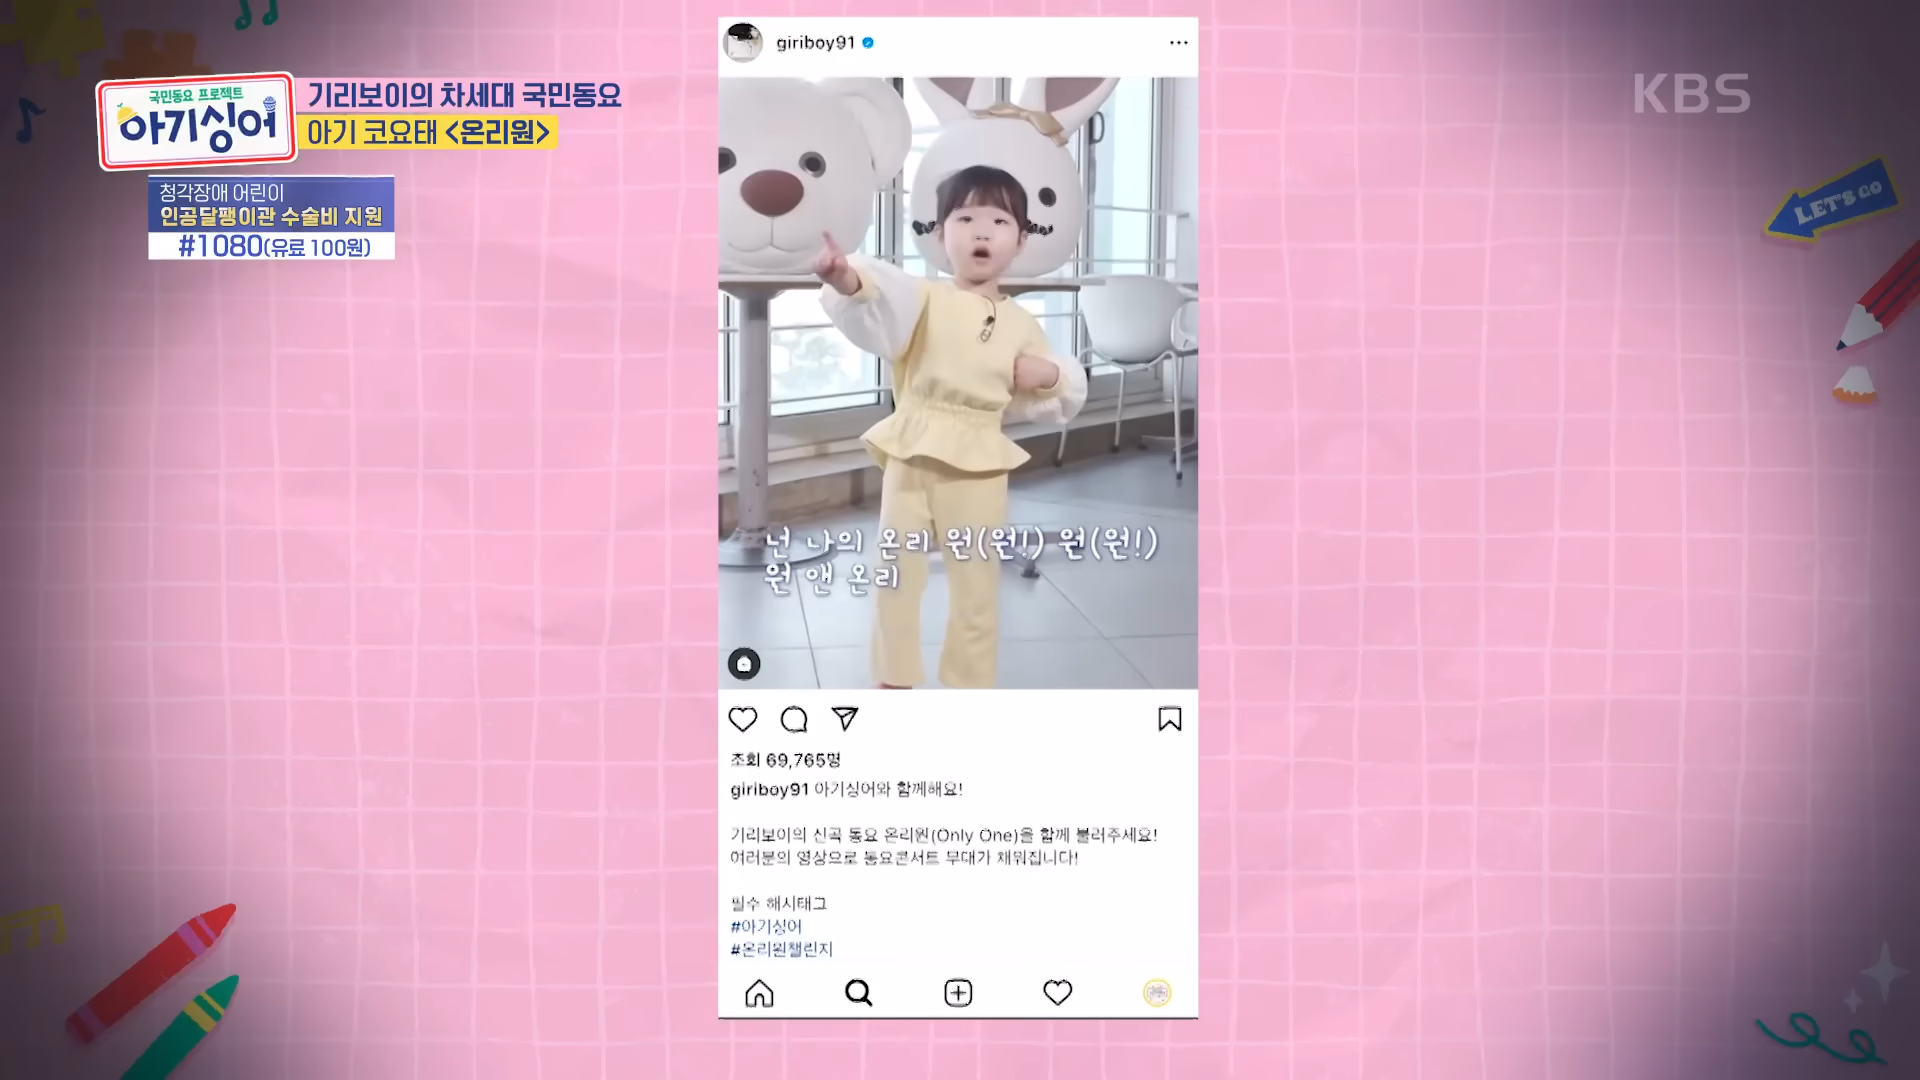 국민동요 프로젝트
아기싱어
기리보이의 차세대 국민동요
아기 코요태 <온리원>
청각장애 어린이
인공달팽이관 수술비 지원
#1080(유료 100원)
KBS
LET'S GO
giriboy91
넌 나의 온리 원(원!) 원(원!)
원 앤 온리
조회 69,765명
giriboy91 아기싱어와 함께해요!
기리보이의 신곡 동요 온리원(Only One)을 함께 불러주세요!
여러분의 영상으로 동요콘서트 무대가 채워집니다!
필수 해시태그
#아기싱어
#온리원챌린지